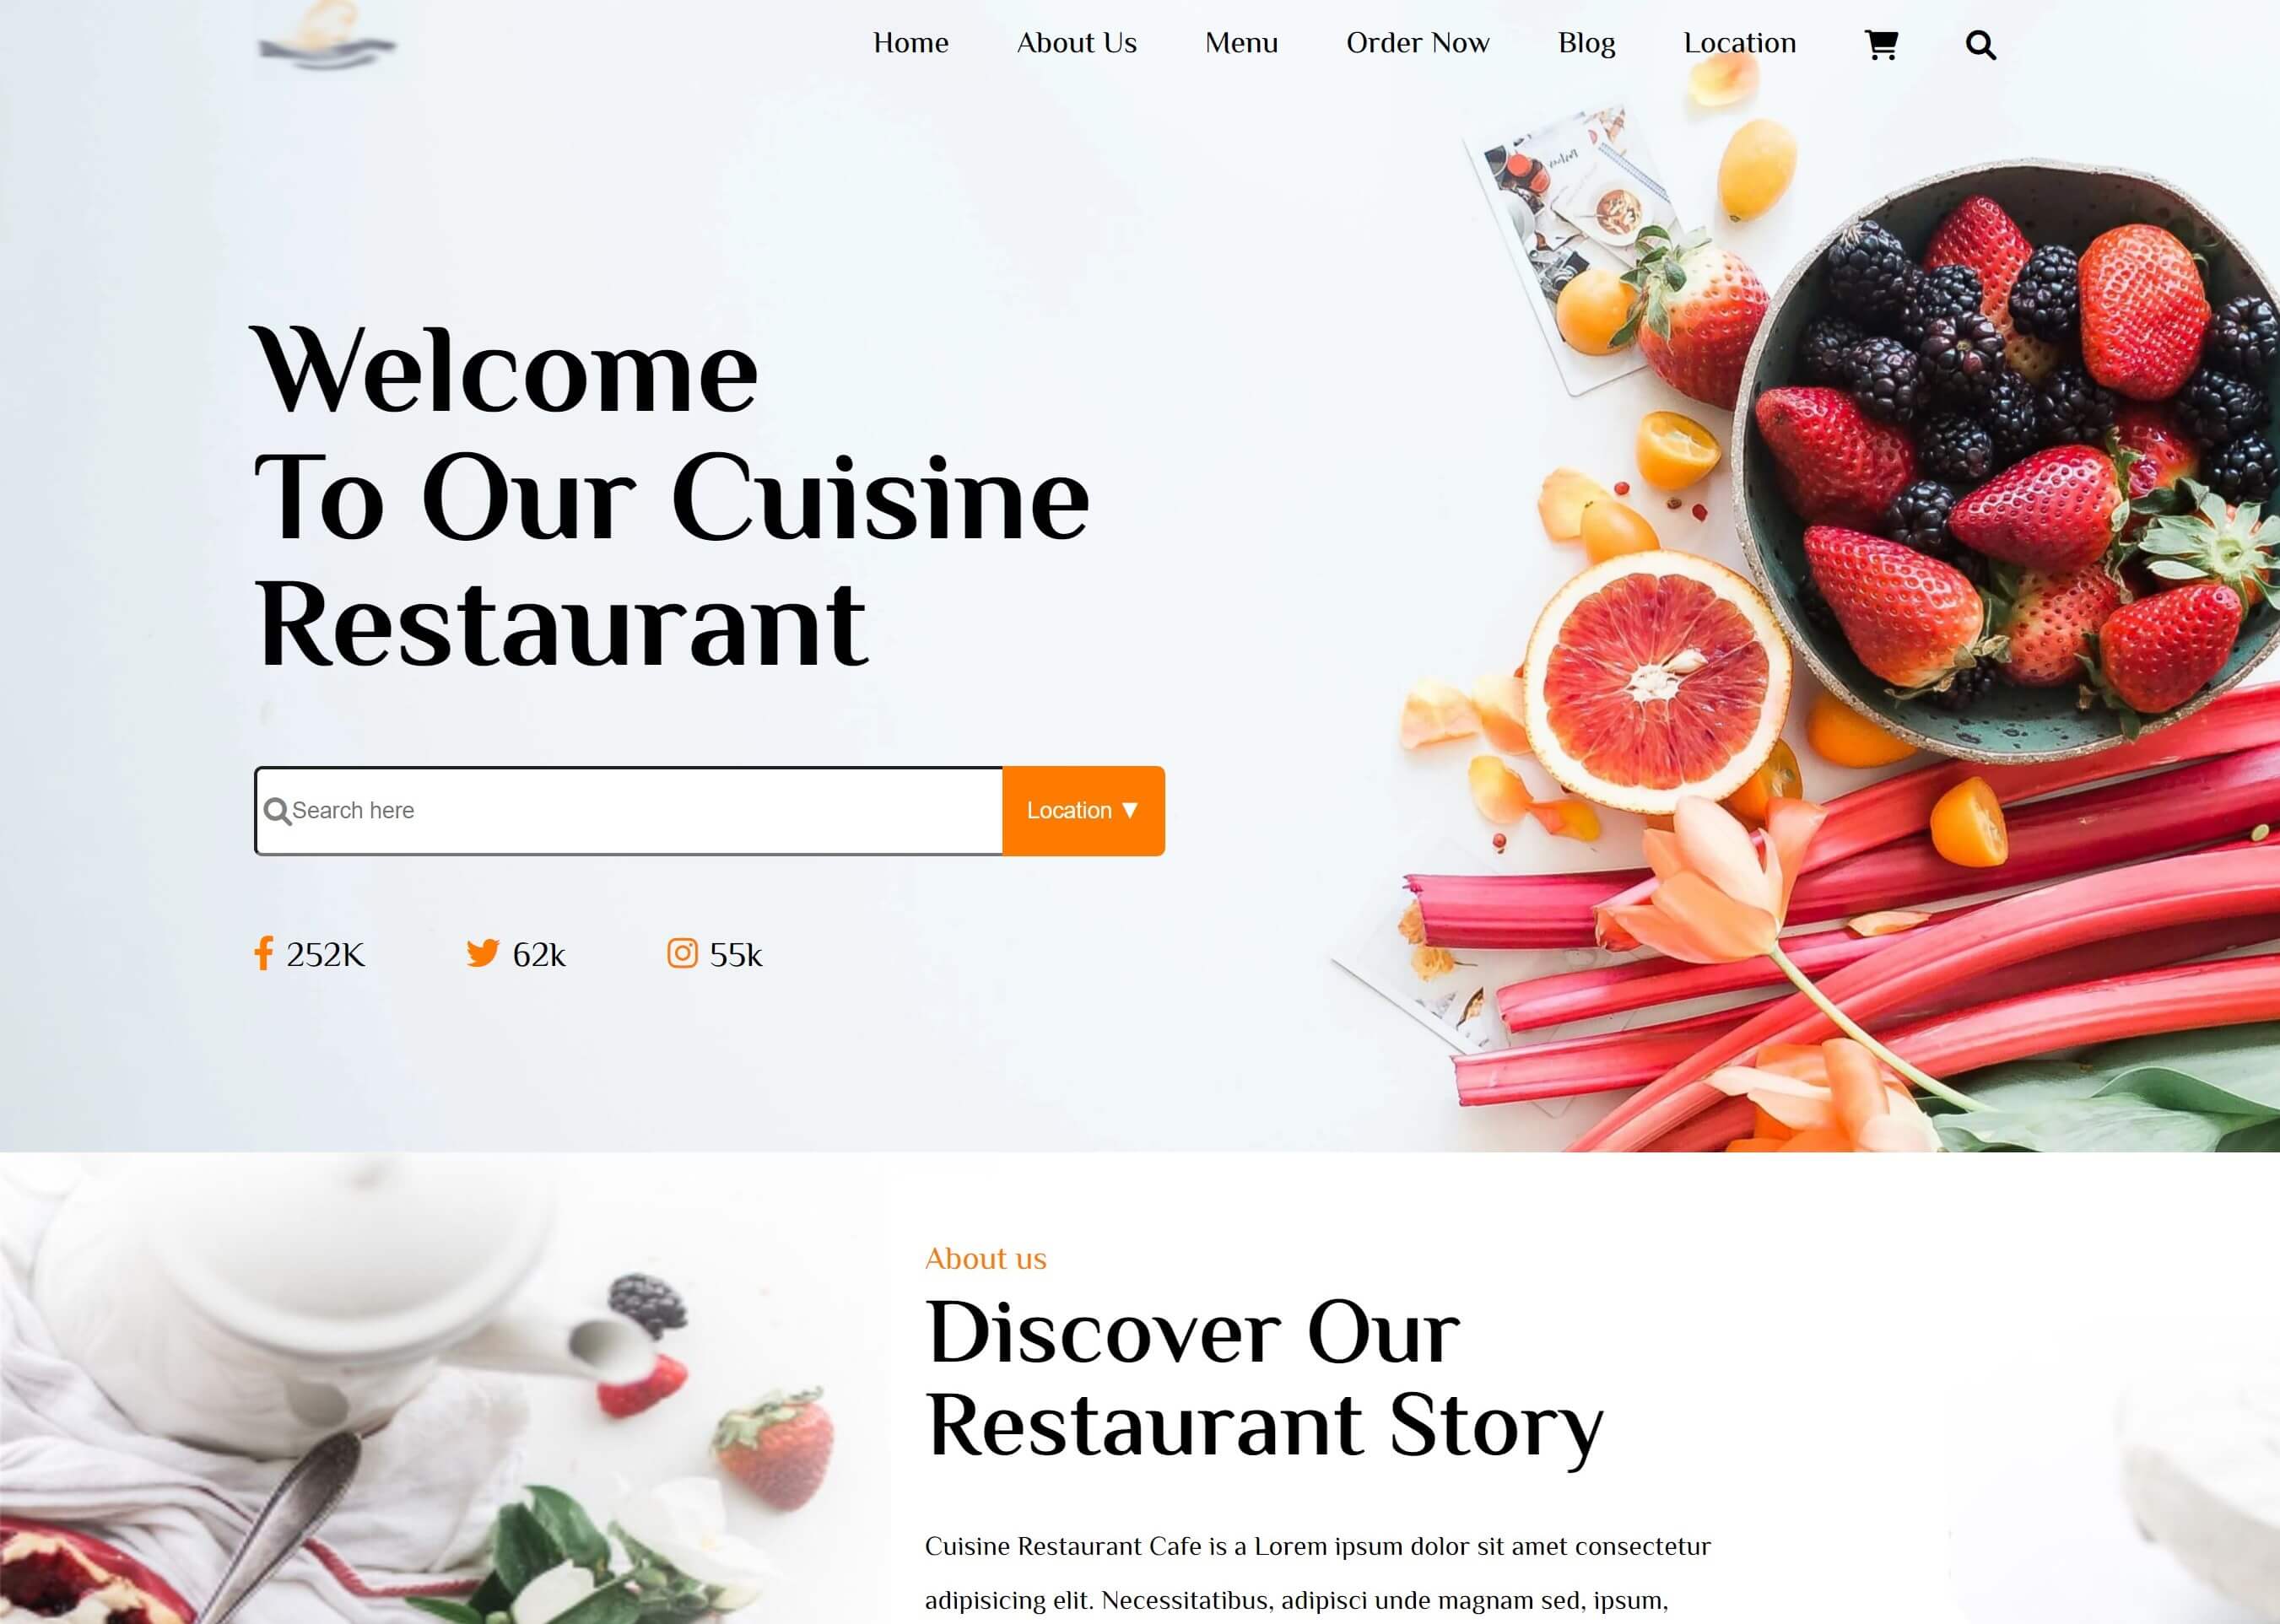 Home About Us Menu Order Now Blog Location
Welcome
To Our Cuisine
Restaurant
Search here
Location ▼
252K 62k 55k
About us
Discover Our
Restaurant Story
Cuisine Restaurant Cafe is a Lorem ipsum dolor sit amet consectetur
adipisicing elit. Necessitatibus, adipisci unde magnam sed, ipsum,